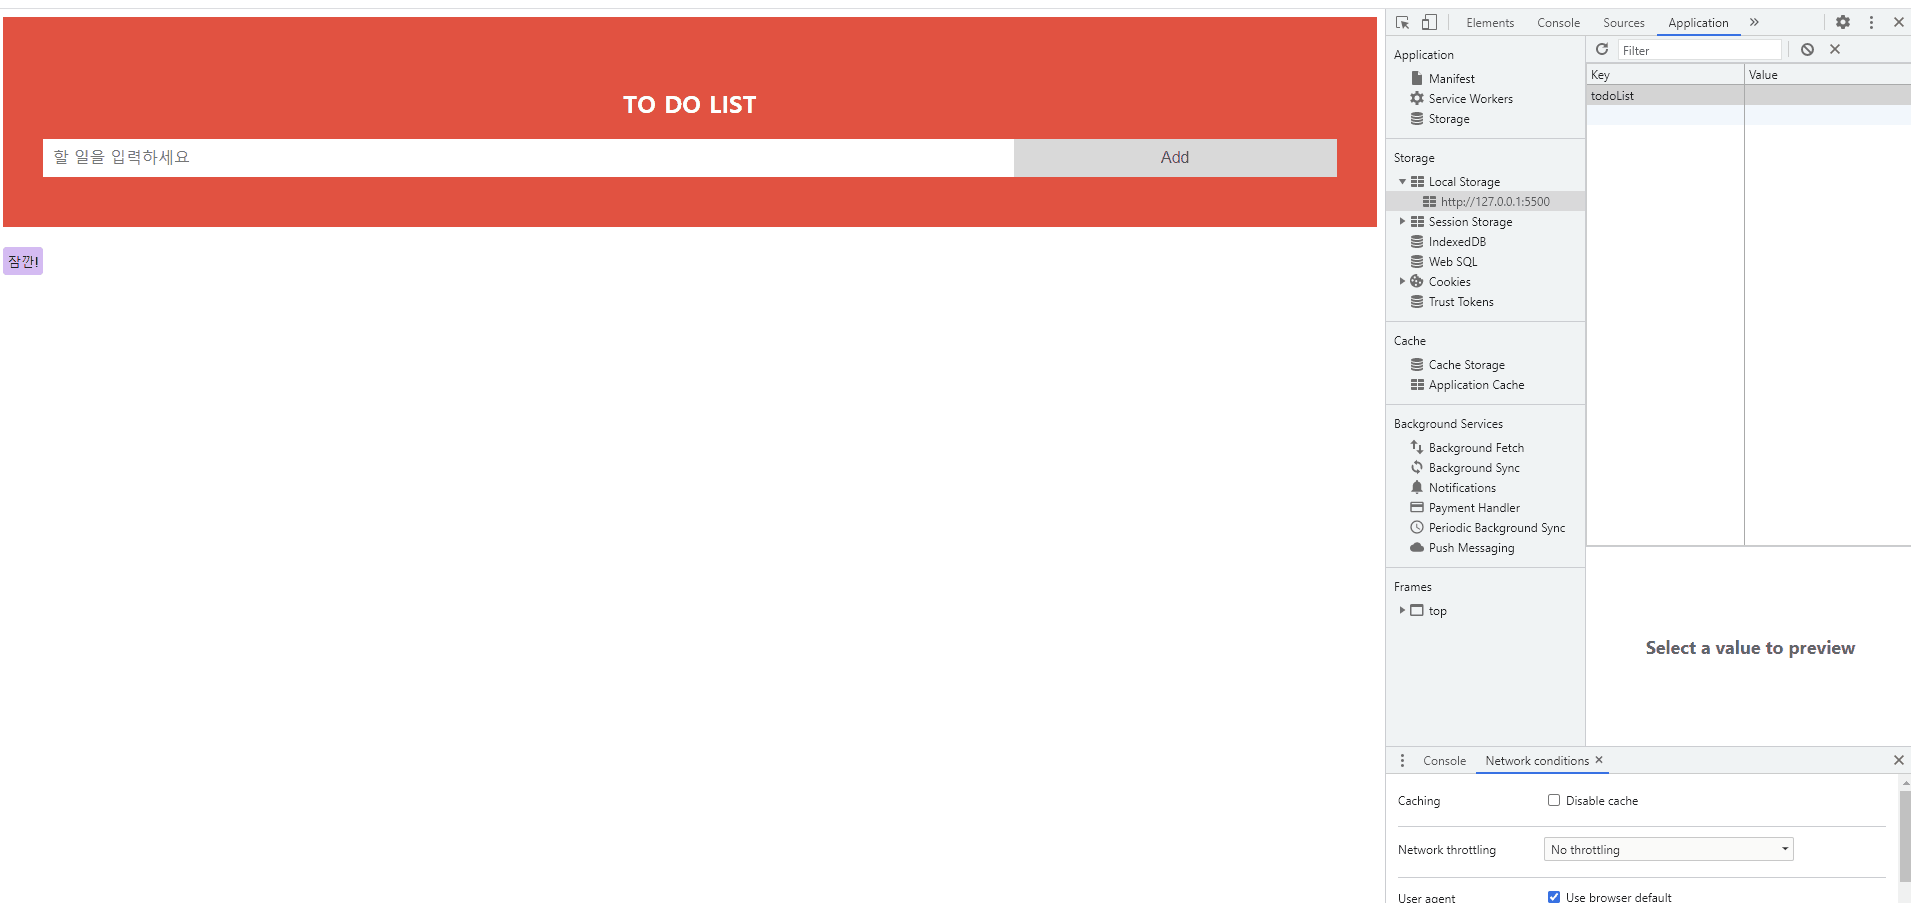 TO DO LIST
할 일을 입력하세요
Add
잠깐!
Elements Console Sources Application
Application
Manifest
Service Workers
Storage
Storage
Local Storage
http://127.0.0.1:5500
Session Storage
IndexedDB
Web SQL
Cookies
Trust Tokens
Cache
Cache Storage
Application Cache
Background Services
Background Fetch
Background Sync
Notifications
Payment Handler
Periodic Background Sync
Push Messaging
Frames
top
Filter
Key Value
todoList
Select a value to preview
Console Network conditions
Caching Disable cache
Network throttling No throttling
User agent Use browser default